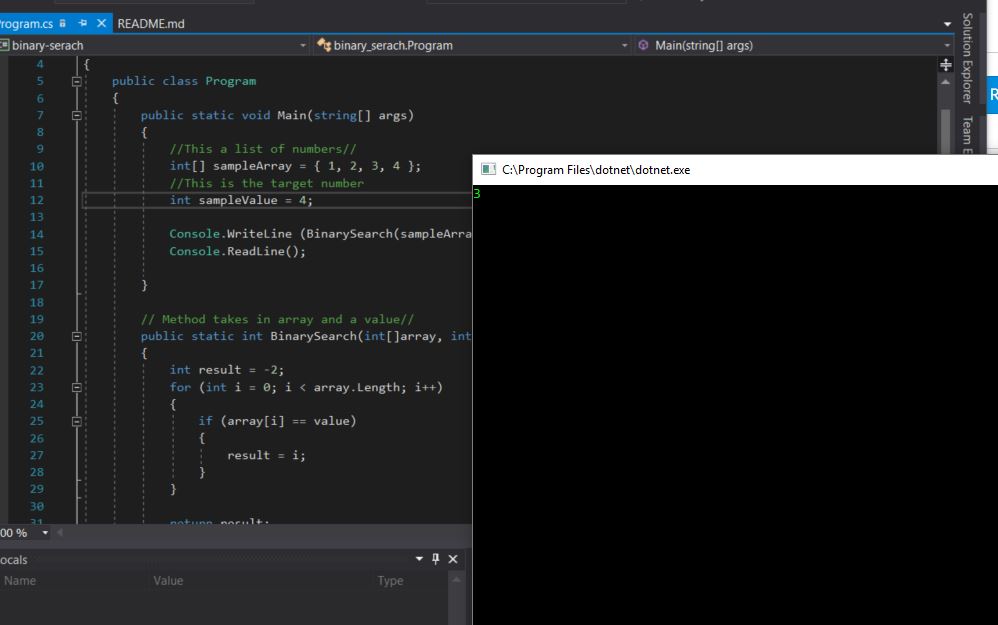 Program.cs README.md
binary-serach binary_serach.Program Main(string[] args)
Solution Explorer
4 {
5 public class Program
6 {
7 public static void Main(string[] args)
8 {
9 //This a list of numbers//
10 int[] sampleArray = { 1, 2, 3, 4 };
11 //This is the target number
12 int sampleValue = 4;
13
14 Console.WriteLine (BinarySearch(sampleArra
15 Console.ReadLine();
16
17 }
18
19 // Method takes in array and a value//
20 public static int BinarySearch(int[]array, int
21 {
22 int result = -2;
23 for (int i = 0; i < array.Length; i++)
24 {
25 if (array[i] == value)
26 {
27 result = i;
28 }
29 }
30
31 return result;
00 %
ocals
Name Value Type
Team E
R
C:\Program Files\dotnet\dotnet.exe
3